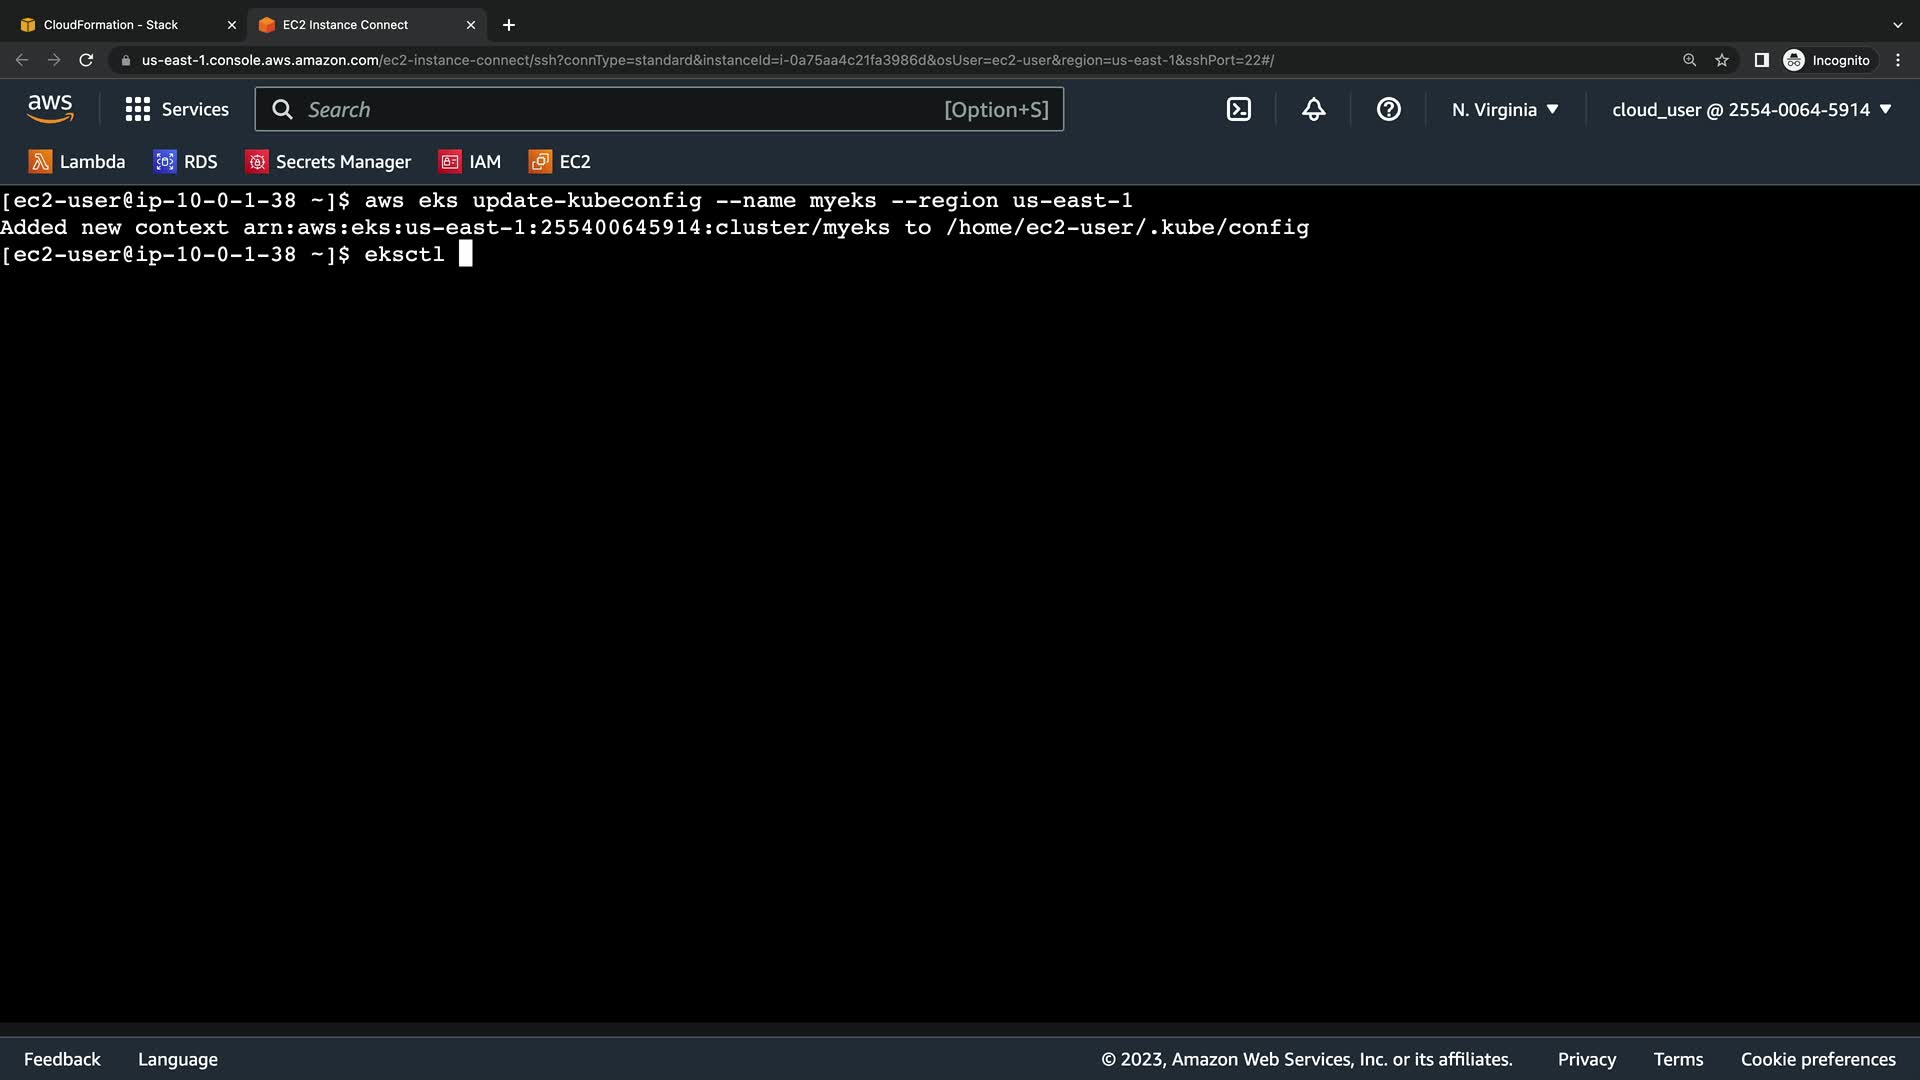 CloudFormation - Stack
EC2 Instance Connect
us-east-1.console.aws.amazon.com/ec2-instance-connect/ssh?connType=standard&instanceId=i-0a75aa4c21fa3986d&osUser=ec2-user&region=us-east-1&sshPort=22#/
Incognito
aws
Services
Search
[Option+S]
N. Virginia
cloud_user @ 2554-0064-5914
Lambda
RDS
Secrets Manager
IAM
EC2
[ec2-user@ip-10-0-1-38 ~]$ aws eks update-kubeconfig --name myeks --region us-east-1
Added new context arn:aws:eks:us-east-1:255400645914:cluster/myeks to /home/ec2-user/.kube/config
[ec2-user@ip-10-0-1-38 ~]$ eksctl
Feedback
Language
© 2023, Amazon Web Services, Inc. or its affiliates.
Privacy
Terms
Cookie preferences